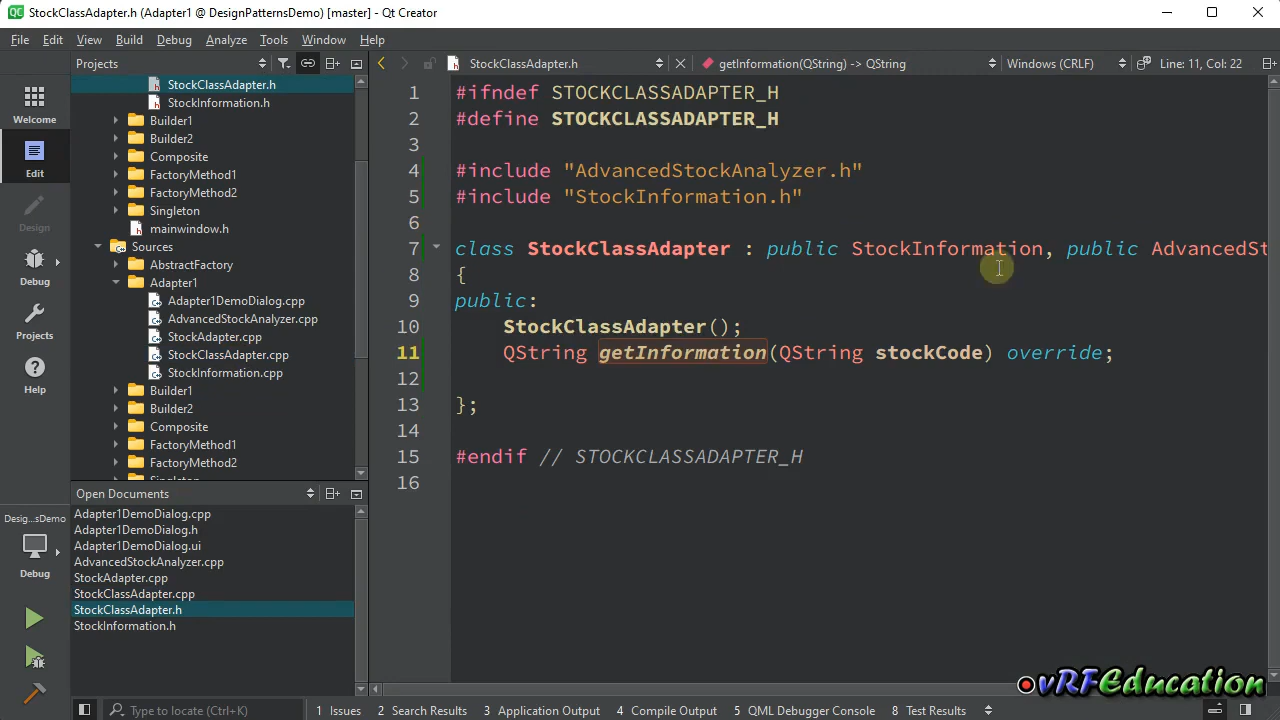 StockClassAdapter.h (Adapter1 @ DesignPatternsDemo) [master] - Qt Creator
File Edit View Build Debug Analyze Tools Window Help
Projects
StockClassAdapter.h
getInformation(QString) -> QString
Windows (CRLF)
Line: 11, Col: 22
Welcome
Edit
Design
Debug
Projects
Help
Desig...sDemo
Debug
StockClassAdapter.h
StockInformation.h
Builder1
Builder2
Composite
FactoryMethod1
FactoryMethod2
Singleton
mainwindow.h
Sources
AbstractFactory
Adapter1
Adapter1DemoDialog.cpp
AdvancedStockAnalyzer.cpp
StockAdapter.cpp
StockClassAdapter.cpp
StockInformation.cpp
Builder1
Builder2
Composite
FactoryMethod1
FactoryMethod2
Singleton
Open Documents
Adapter1DemoDialog.cpp
Adapter1DemoDialog.h
Adapter1DemoDialog.ui
AdvancedStockAnalyzer.cpp
StockAdapter.cpp
StockClassAdapter.cpp
StockClassAdapter.h
StockInformation.h
1 #ifndef STOCKCLASSADAPTER_H
2 #define STOCKCLASSADAPTER_H
3
4 #include "AdvancedStockAnalyzer.h"
5 #include "StockInformation.h"
6
7 class StockClassAdapter : public StockInformation, public AdvancedSt
8 {
9 public:
10 StockClassAdapter();
11 QString getInformation(QString stockCode) override;
12
13 };
14
15 #endif // STOCKCLASSADAPTER_H
16
vRFEducation
Type to locate (Ctrl+K)
1 Issues 2 Search Results 3 Application Output 4 Compile Output 5 QML Debugger Console 8 Test Results